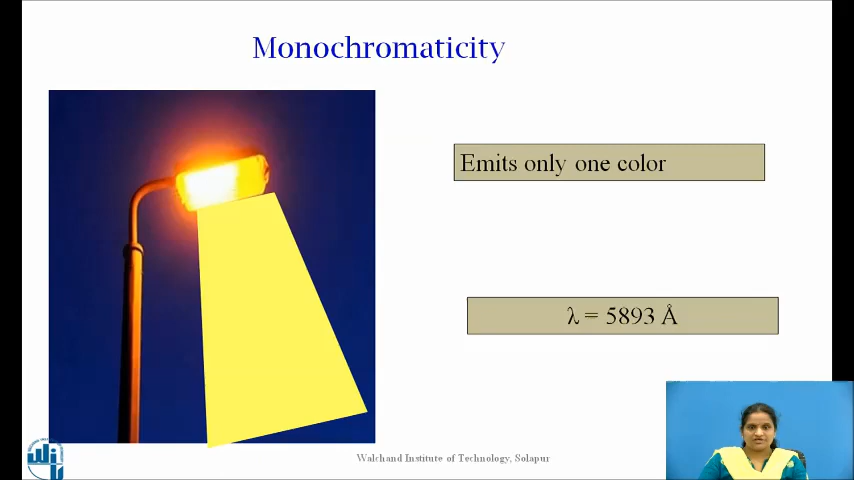 Monochromaticity
Emits only one color
λ = 5893 Å
Walchand Institute of Technology, Solapur